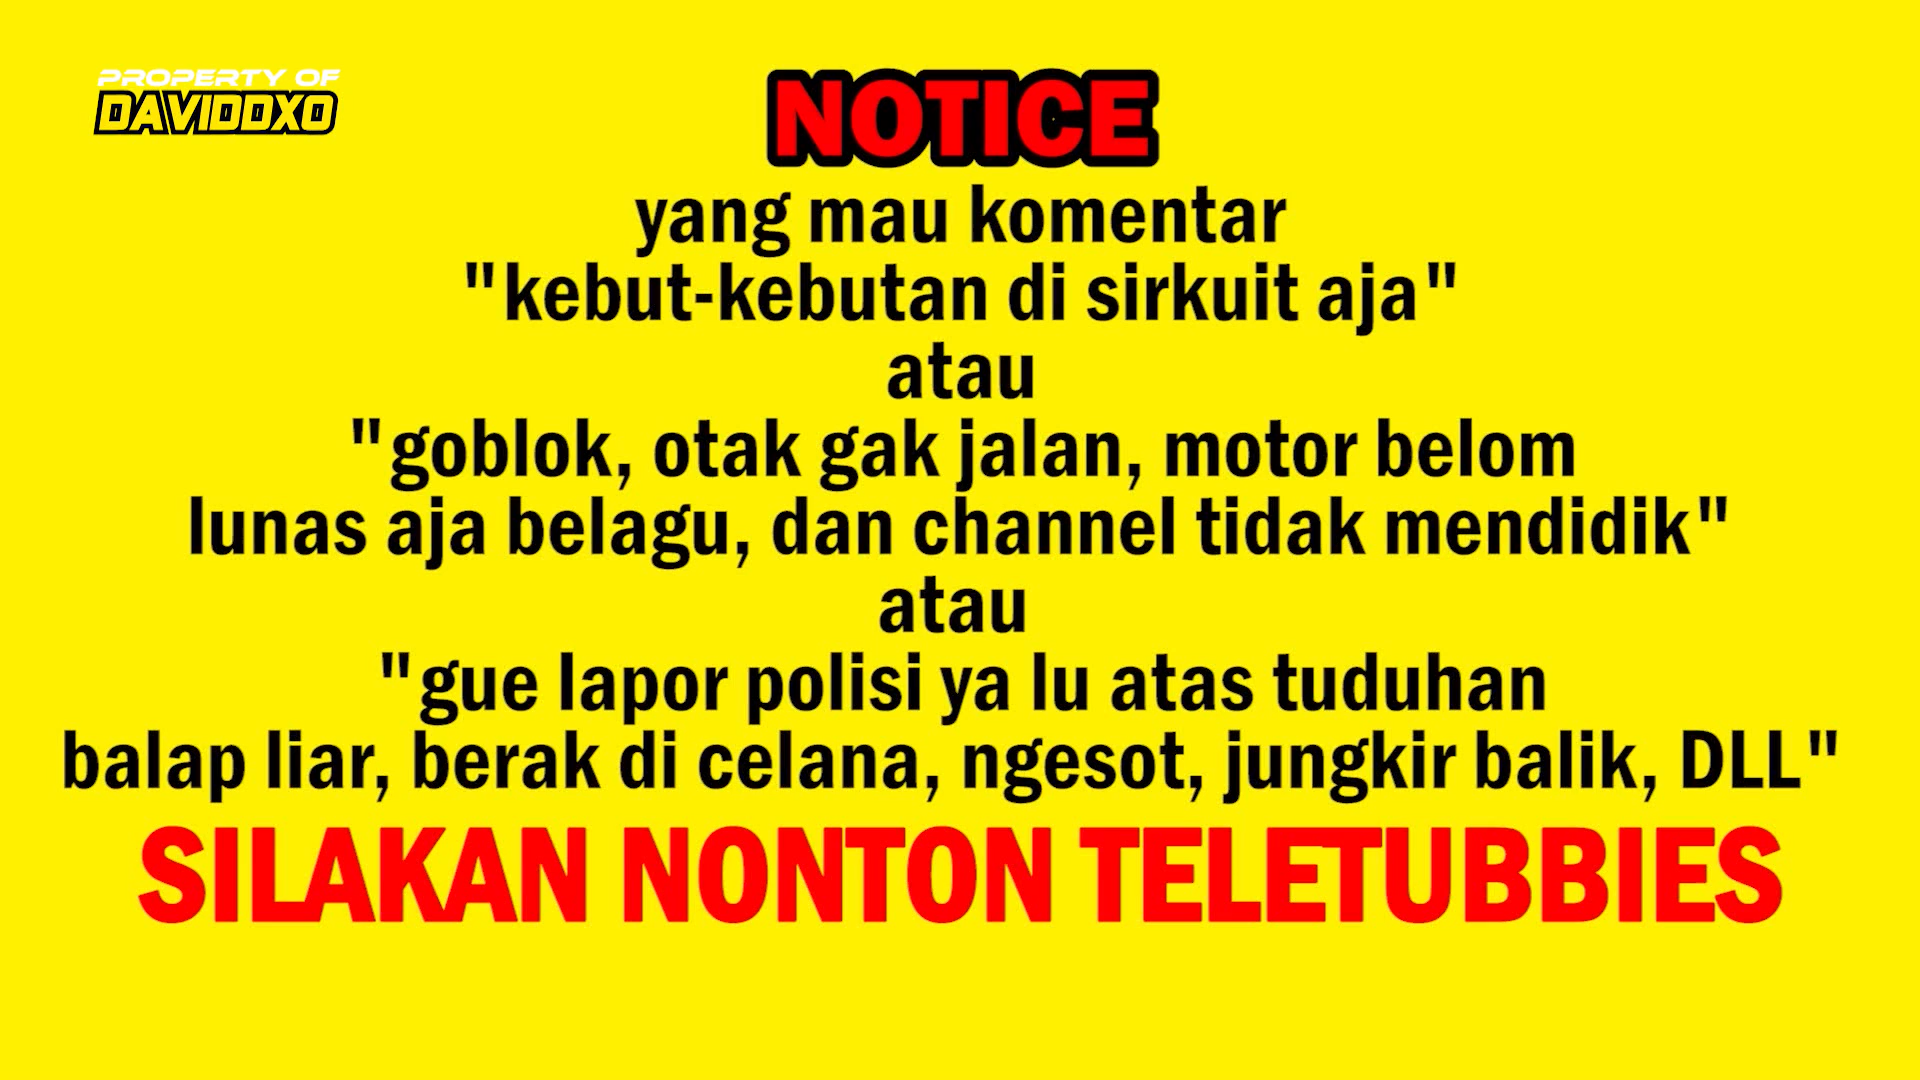 PROPERTY OF
DAVIDDXO
NOTICE
yang mau komentar
"kebut-kebutan di sirkuit aja"
atau
"goblok, otak gak jalan, motor belom
lunas aja belagu, dan channel tidak mendidik"
atau
"gue lapor polisi ya lu atas tuduhan
balap liar, berak di celana, ngesot, jungkir balik, DLL"
SILAKAN NONTON TELETUBBIES